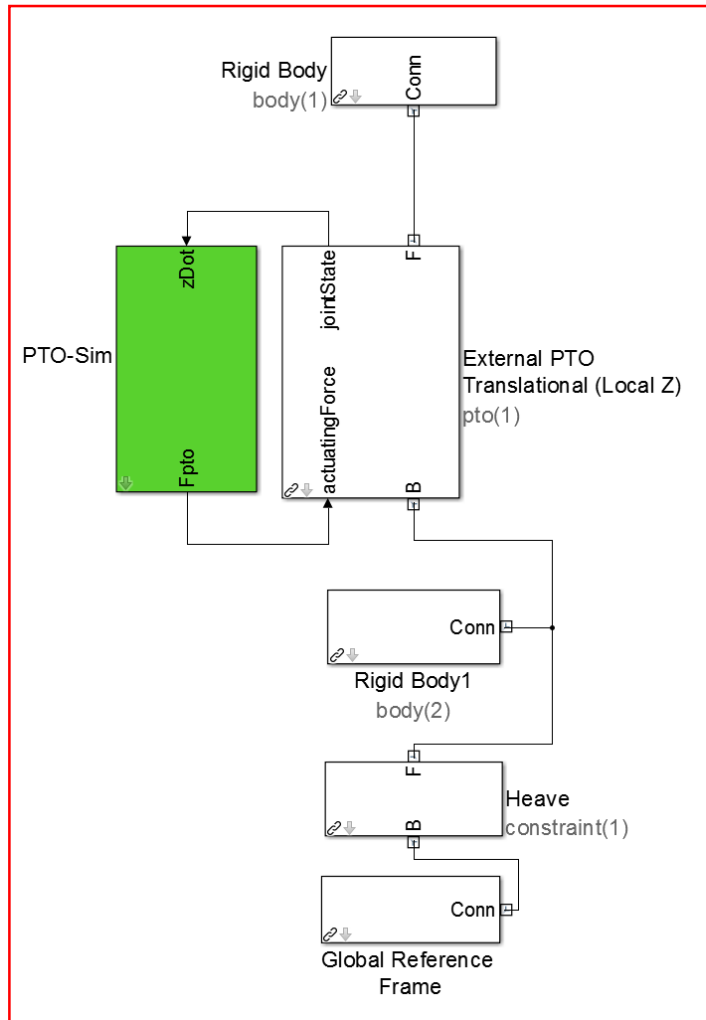 Rigid Body
body(1)
Conn
zDot
jointState
F
PTO-Sim
External PTO
Translational (Local Z)
pto(1)
Fpto
actuatingForce
B
Conn
Rigid Body1
body(2)
F
Heave
constraint(1)
B
Conn
Global Reference
Frame